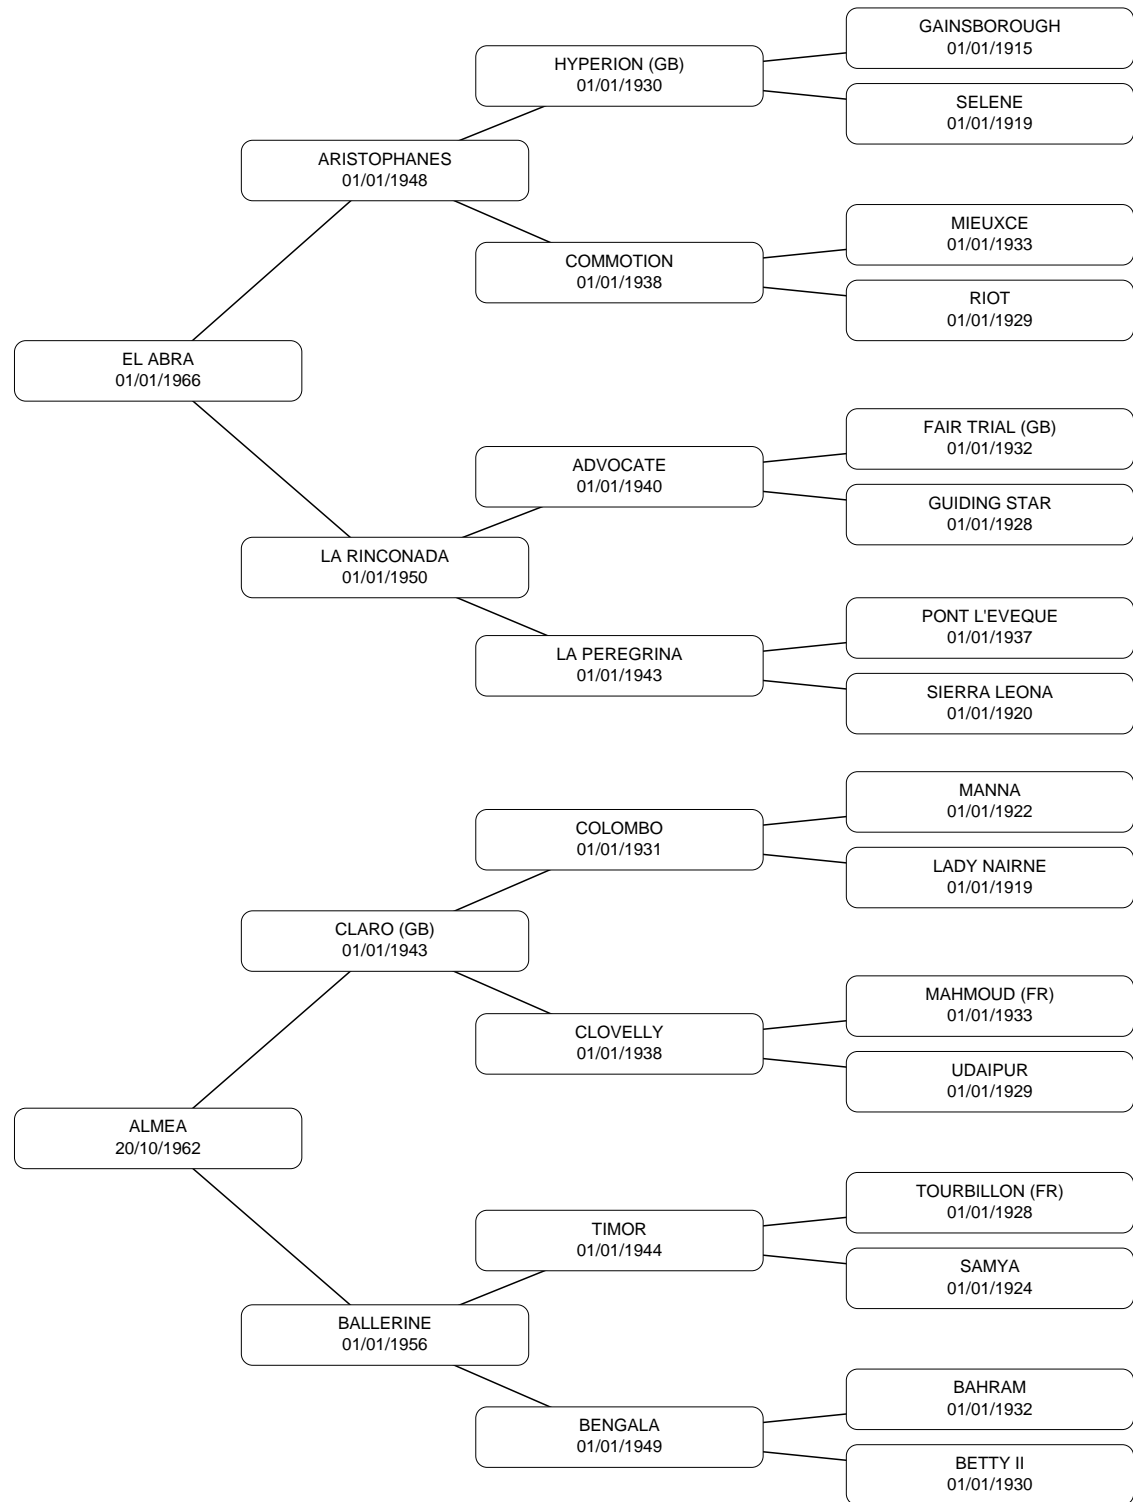 GAINSBOROUGH
01/01/1915
HYPERION (GB)
01/01/1930
SELENE
01/01/1919
ARISTOPHANES
01/01/1948
MIEUXCE
01/01/1933
COMMOTION
01/01/1938
RIOT
01/01/1929
EL ABRA
01/01/1966
FAIR TRIAL (GB)
01/01/1932
ADVOCATE
01/01/1940
GUIDING STAR
01/01/1928
LA RINCONADA
01/01/1950
PONT L'EVEQUE
01/01/1937
LA PEREGRINA
01/01/1943
SIERRA LEONA
01/01/1920
MANNA
01/01/1922
COLOMBO
01/01/1931
LADY NAIRNE
01/01/1919
CLARO (GB)
01/01/1943
MAHMOUD (FR)
01/01/1933
CLOVELLY
01/01/1938
UDAIPUR
01/01/1929
ALMEA
20/10/1962
TOURBILLON (FR)
01/01/1928
TIMOR
01/01/1944
SAMYA
01/01/1924
BALLERINE
01/01/1956
BAHRAM
01/01/1932
BENGALA
01/01/1949
BETTY II
01/01/1930